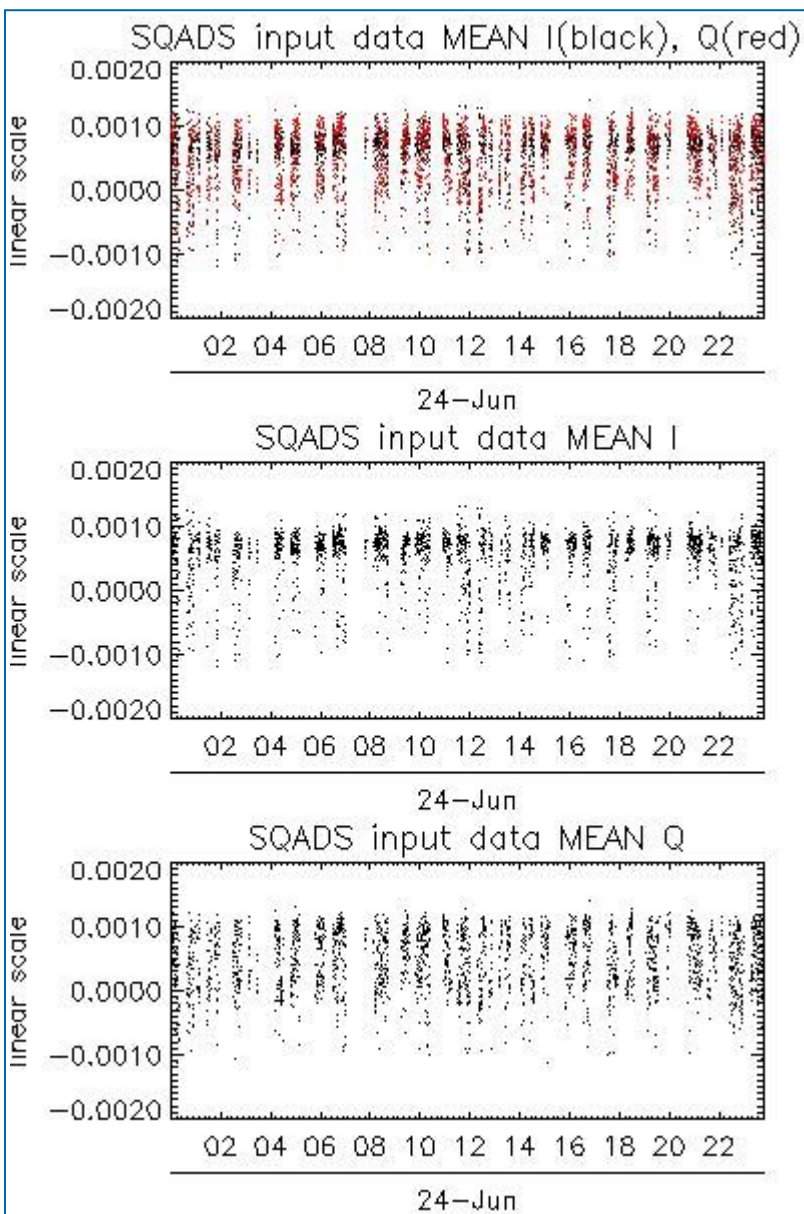 SQADS input data MEAN I(black), Q(red)
linear scale
0.0020
0.0010
0.0000
−0.0010
−0.0020
02 04 06 08 10 12 14 16 18 20 22
24−Jun
SQADS input data MEAN I
linear scale
0.0020
0.0010
0.0000
−0.0010
−0.0020
02 04 06 08 10 12 14 16 18 20 22
24−Jun
SQADS input data MEAN Q
linear scale
0.0020
0.0010
0.0000
−0.0010
−0.0020
02 04 06 08 10 12 14 16 18 20 22
24−Jun